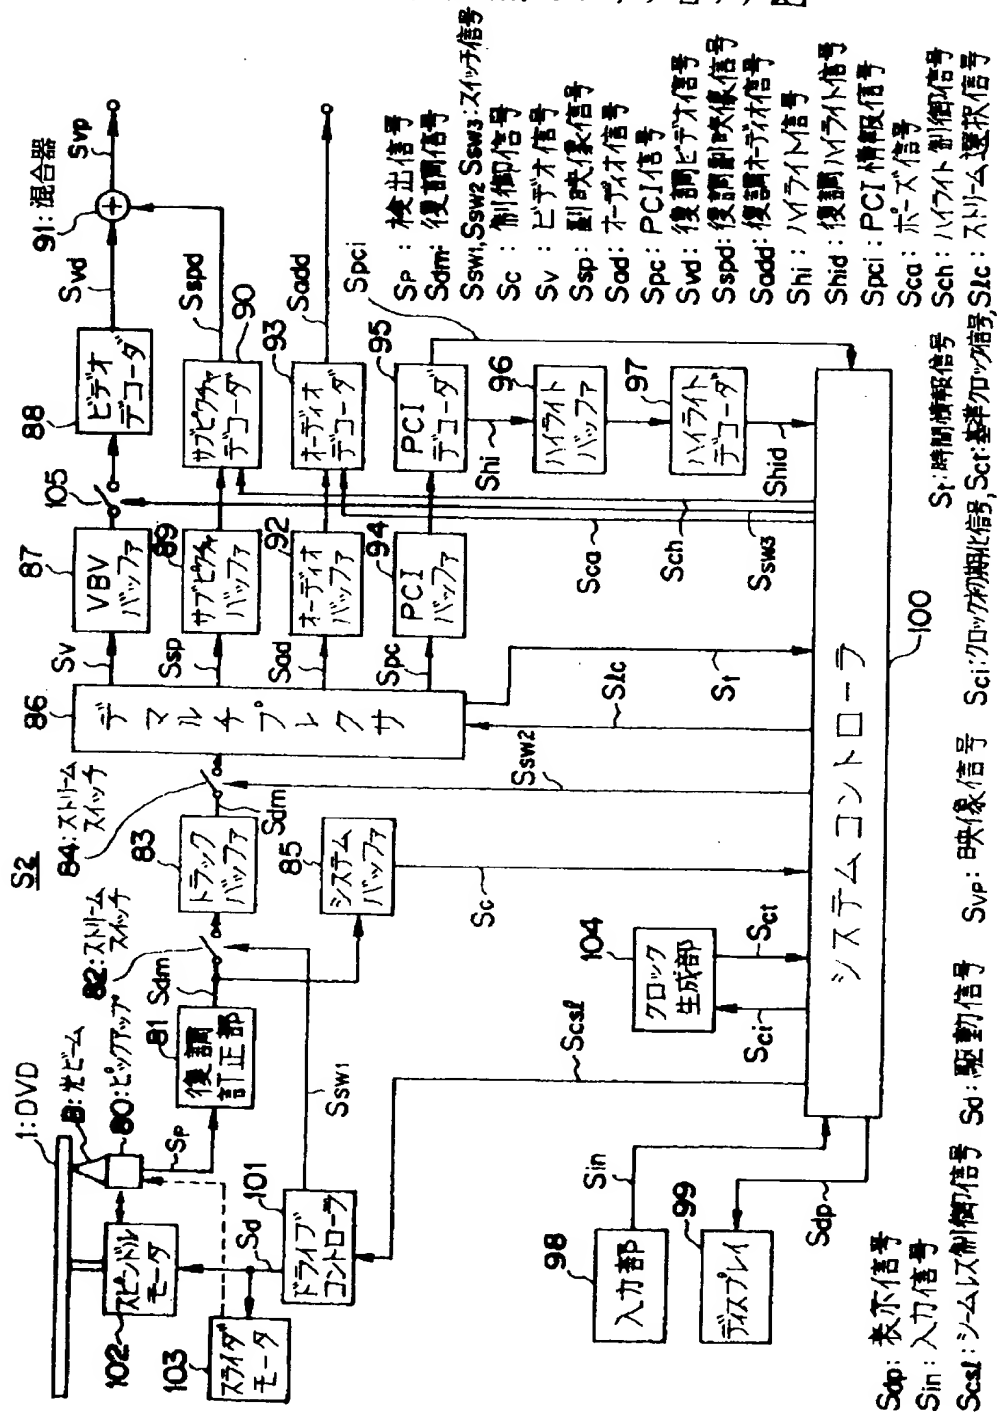 S2
1:DVD
B:光ビーム
80:ピックアップ
82:ストリーム
スイッチ
84:ストリーム
スイッチ
86
87
105
88
91:混合器
102
スピンドル
モータ
Sp
81
復調
訂正部
Sdm
83
トラック
バッファ
Sdm
デマルチプレクサ
Sv
VBV
バッファ
ビデオ
デコーダ
Svd
Svp
103
スライダ
モータ
Sd
101
ドライブ
コントローラ
Ssw1
85
システム
バッファ
Ssp
89
サブピクチャ
バッファ
サブピクチャ
デコーダ
90
Sspd
Sad
92
オーディオ
バッファ
オーディオ
デコーダ
93
Sadd
Spc
94
PCI
バッファ
PCI
デコーダ
95
Spci
Shi
96
ハイライト
バッファ
97
ハイライト
デコーダ
Shid
Sc
Ssw2
Slc
St
Sca
Sch
Ssw3
Scsl
104
クロック
生成部
Sci
Sct
98
入力部
Sin
99
ディスプレイ
Sdp
システムコントローラ
100
Sp:検出信号
Sdm:復調信号
Ssw1,Ssw2 Ssw3:スイッチ信号
Sc:制御信号
Sv:ビデオ信号
Ssp:副映像信号
Sad:オーディオ信号
Spc:PCI信号
Svd:復調ビデオ信号
Sspd:復調副映像信号
Sadd:復調オーディオ信号
Shi:ハイライト信号
Shid:復調ハイライト信号
Spci:PCI情報信号
Sca:ポーズ信号
Sch:ハイライト制御信号
Slc:ストリーム選択信号
St:時間情報信号
Sdp:表示信号
Sin:入力信号
Scsl:シームレス制御信号 Sd:駆動信号 Svp:映像信号 Sci:クロック初期化信号,Sct:基準クロック信号,